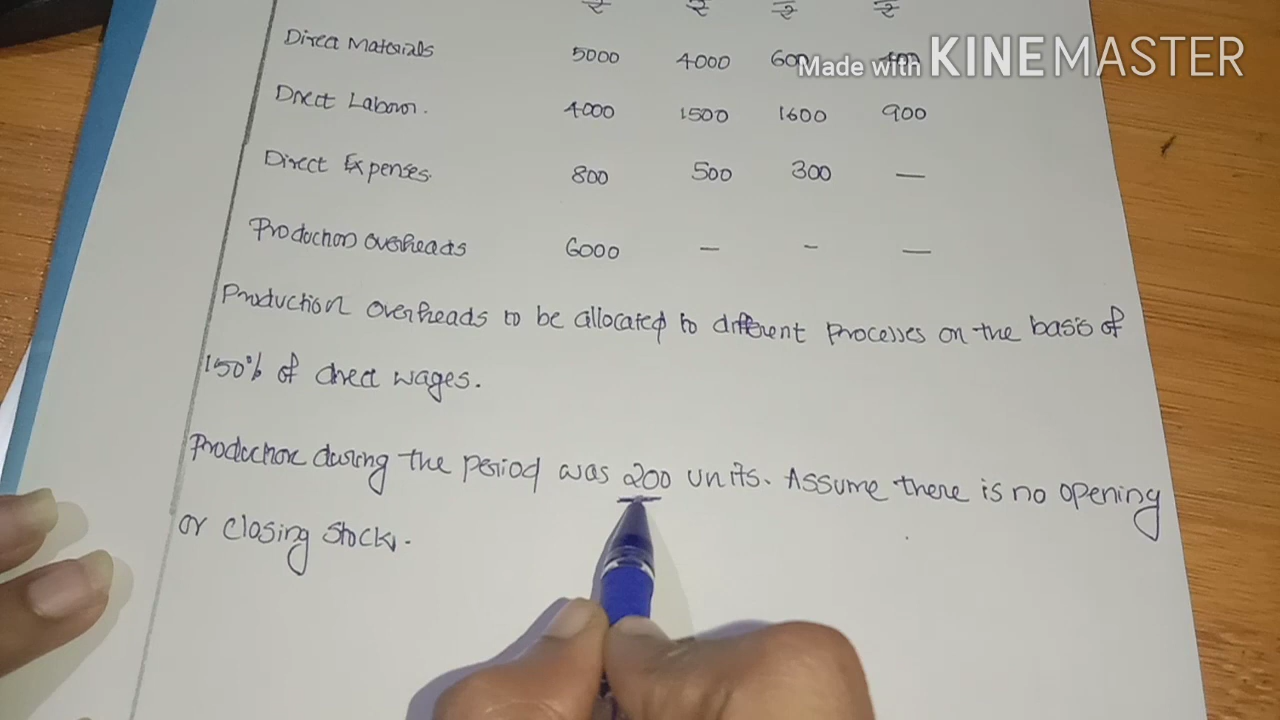 ₹ ₹ ₹ ₹
Direct Materials 5000 4000 600
Made with KINEMASTER
Direct Labour. 4000 1500 1600 900
Direct Expenses. 800 500 300 —
Production overheads 6000 — - —
Production overheads to be allocated to different processes on the basis of
150% of direct wages.
Production during the period was 200 units. Assume there is no opening
or closing stock.